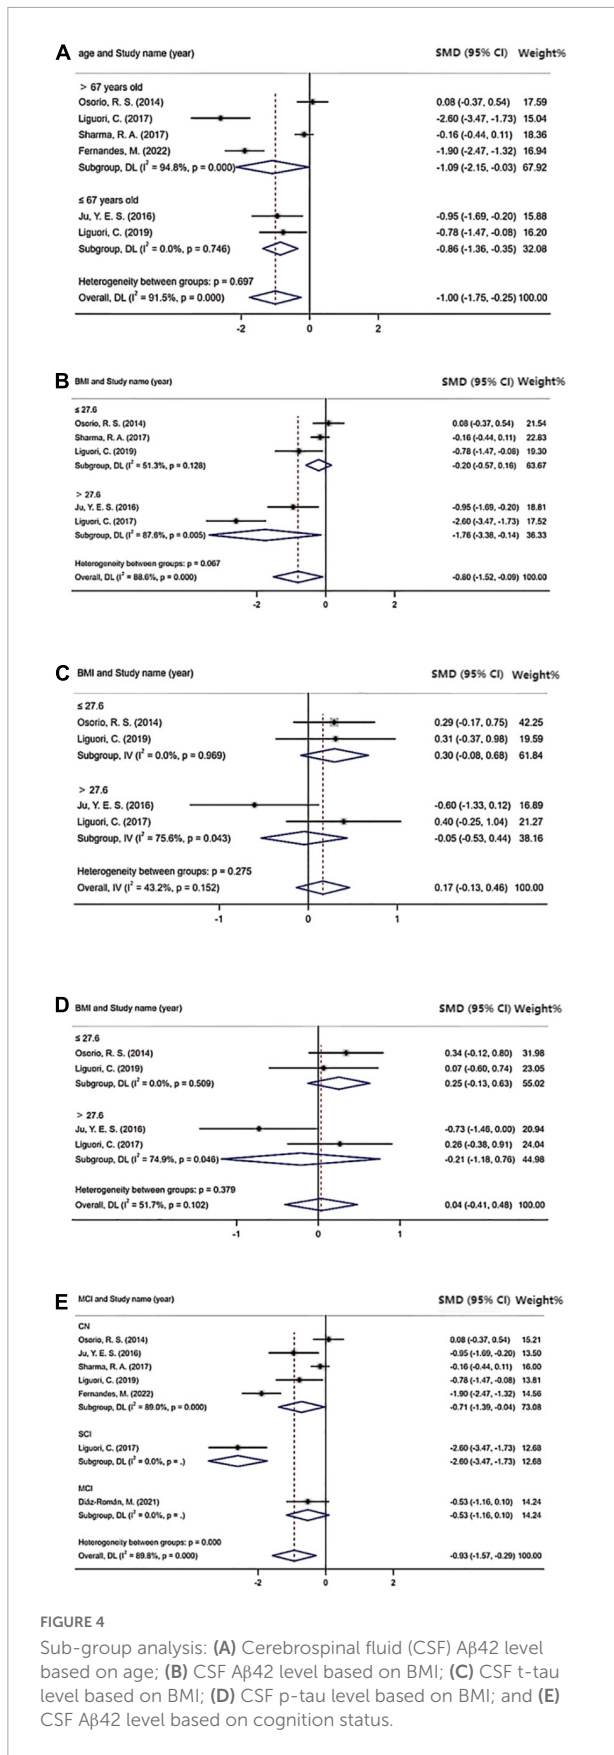 A age and Study name (year) SMD (95% CI) Weight%
> 67 years old
Osorio, R. S. (2014) 0.08 (-0.37, 0.54) 17.59
Liguori, C. (2017) -2.60 (-3.47, -1.73) 15.04
Sharma, R. A. (2017) -0.16 (-0.44, 0.11) 18.36
Fernandes, M. (2022) -1.90 (-2.47, -1.32) 16.94
Subgroup, DL (I² = 94.8%, p = 0.000) -1.09 (-2.15, -0.03) 67.92
≤ 67 years old
Ju, Y. E. S. (2016) -0.95 (-1.69, -0.20) 15.88
Liguori, C. (2019) -0.78 (-1.47, -0.08) 16.20
Subgroup, DL (I² = 0.0%, p = 0.746) -0.86 (-1.36, -0.35) 32.08
Heterogeneity between groups: p = 0.697
Overall, DL (I² = 91.5%, p = 0.000) -1.00 (-1.75, -0.25) 100.00
-2 0 2
B BMI and Study name (year) SMD (95% CI) Weight%
≤ 27.6
Osorio, R. S. (2014) 0.08 (-0.37, 0.54) 21.54
Sharma, R. A. (2017) -0.16 (-0.44, 0.11) 22.83
Liguori, C. (2019) -0.78 (-1.47, -0.08) 19.30
Subgroup, DL (I² = 51.3%, p = 0.128) -0.20 (-0.57, 0.16) 63.67
> 27.6
Ju, Y. E. S. (2016) -0.95 (-1.69, -0.20) 18.81
Liguori, C. (2017) -2.60 (-3.47, -1.73) 17.52
Subgroup, DL (I² = 87.6%, p = 0.005) -1.76 (-3.38, -0.14) 36.33
Heterogeneity between groups: p = 0.067
Overall, DL (I² = 88.6%, p = 0.000) -0.80 (-1.52, -0.09) 100.00
-2 0 2
C BMI and Study name (year) SMD (95% CI) Weight%
≤ 27.6
Osorio, R. S. (2014) 0.29 (-0.17, 0.75) 42.25
Liguori, C. (2019) 0.31 (-0.37, 0.98) 19.59
Subgroup, IV (I² = 0.0%, p = 0.969) 0.30 (-0.08, 0.68) 61.84
> 27.6
Ju, Y. E. S. (2016) -0.60 (-1.33, 0.12) 16.89
Liguori, C. (2017) 0.40 (-0.25, 1.04) 21.27
Subgroup, IV (I² = 75.6%, p = 0.043) -0.05 (-0.53, 0.44) 38.16
Heterogeneity between groups: p = 0.275
Overall, IV (I² = 43.2%, p = 0.152) 0.17 (-0.13, 0.46) 100.00
-1 0 1
D BMI and Study name (year) SMD (95% CI) Weight%
≤ 27.6
Osorio, R. S. (2014) 0.34 (-0.12, 0.80) 31.98
Liguori, C. (2019) 0.07 (-0.60, 0.74) 23.05
Subgroup, DL (I² = 0.0%, p = 0.509) 0.25 (-0.13, 0.63) 55.02
> 27.6
Ju, Y. E. S. (2016) -0.73 (-1.46, 0.00) 20.94
Liguori, C. (2017) 0.26 (-0.38, 0.91) 24.04
Subgroup, DL (I² = 74.9%, p = 0.046) -0.21 (-1.18, 0.76) 44.98
Heterogeneity between groups: p = 0.379
Overall, DL (I² = 51.7%, p = 0.102) 0.04 (-0.41, 0.48) 100.00
-1 0 1
E MCI and Study name (year) SMD (95% CI) Weight%
CN
Osorio, R. S. (2014) 0.08 (-0.37, 0.54) 15.21
Ju, Y. E. S. (2016) -0.95 (-1.69, -0.20) 13.50
Sharma, R. A. (2017) -0.16 (-0.44, 0.11) 16.00
Liguori, C. (2019) -0.78 (-1.47, -0.08) 13.81
Fernandes, M. (2022) -1.90 (-2.47, -1.32) 14.56
Subgroup, DL (I² = 89.0%, p = 0.000) -0.71 (-1.39, -0.04) 73.08
SCI
Liguori, C. (2017) -2.60 (-3.47, -1.73) 12.68
Subgroup, DL (I² = 0.0%, p = .) -2.60 (-3.47, -1.73) 12.68
MCI
Diáz-Román, M. (2021) -0.53 (-1.16, 0.10) 14.24
Subgroup, DL (I² = 0.0%, p = .) -0.53 (-1.16, 0.10) 14.24
Heterogeneity between groups: p = 0.000
Overall, DL (I² = 89.8%, p = 0.000) -0.93 (-1.57, -0.29) 100.00
-2 0 2
FIGURE 4
Sub-group analysis: (A) Cerebrospinal fluid (CSF) Aβ42 level
based on age; (B) CSF Aβ42 level based on BMI; (C) CSF t-tau
level based on BMI; (D) CSF p-tau level based on BMI; and (E)
CSF Aβ42 level based on cognition status.